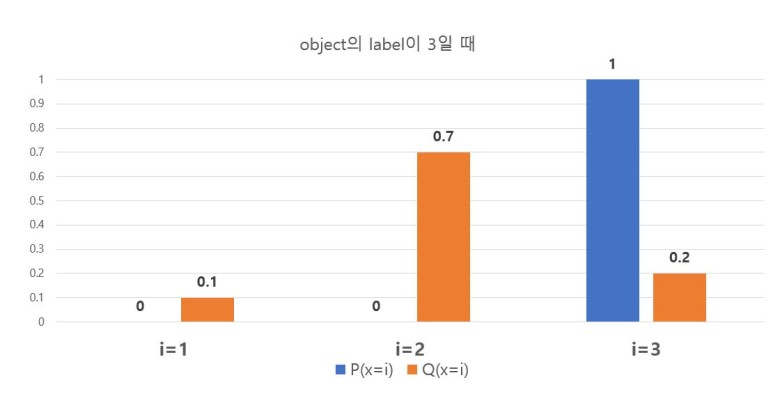 object의 label이 3일 때
1
1
0.9
0.8
0.7
0.7
0.6
0.5
0.4
0.3
0.2
0.2
0.1
0.1
0
0
0
i=1
i=2
i=3
P(x=i)
Q(x=i)